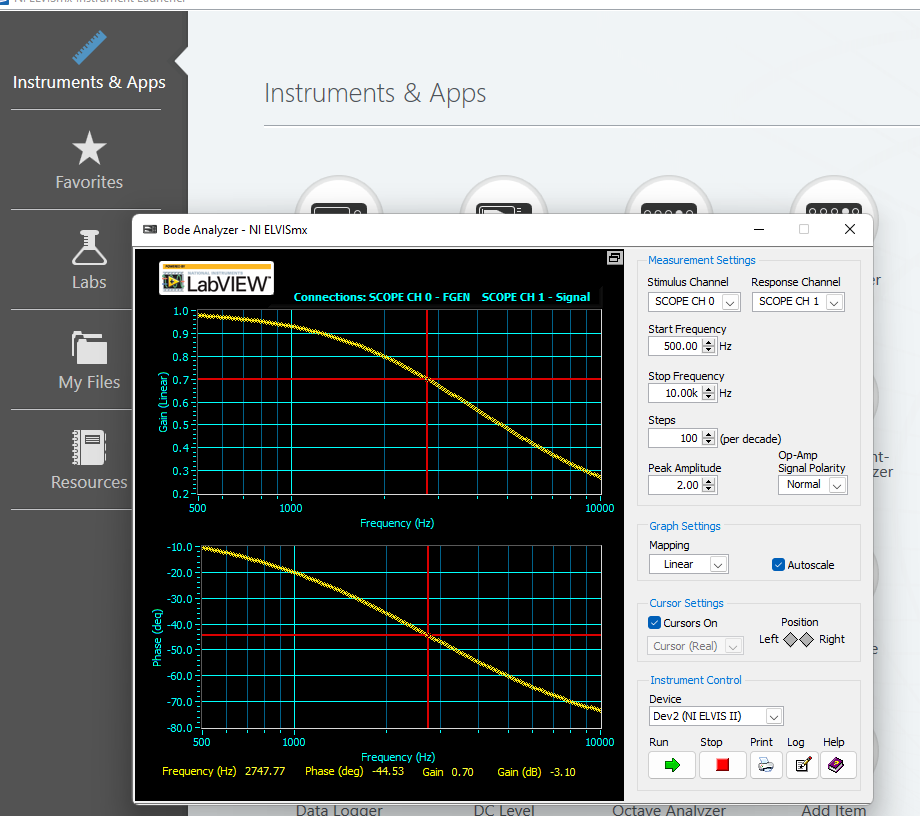 NI ELVISmx Instrument Launcher
Instruments & Apps
Favorites
Labs
My Files
Resources
Instruments & Apps
Bode Analyzer - NI ELVISmx
POWERED BY
NATIONAL INSTRUMENTS
LabVIEW™
Connections: SCOPE CH 0 - FGEN SCOPE CH 1 - Signal
Gain (Linear)
1.0
0.9
0.8
0.7
0.6
0.5
0.4
0.3
0.2
500 1000 10000
Frequency (Hz)
Phase (deg)
-10.0
-20.0
-30.0
-40.0
-50.0
-60.0
-70.0
-80.0
500 1000 10000
Frequency (Hz)
Frequency (Hz) 2747.77 Phase (deg) -44.53 Gain 0.70 Gain (dB) -3.10
Measurement Settings
Stimulus Channel Response Channel
SCOPE CH 0 SCOPE CH 1
Start Frequency
500.00 Hz
Stop Frequency
10.00k Hz
Steps
100 (per decade)
Peak Amplitude
2.00
Op-Amp
Signal Polarity
Normal
Graph Settings
Mapping
Linear Autoscale
Cursor Settings
Cursors On
Cursor (Real)
Position
Left Right
Instrument Control
Device
Dev2 (NI ELVIS II)
Run Stop Print Log Help
er
nt-
zer
e
Data Logger DC Level Octave Analyzer Add Item